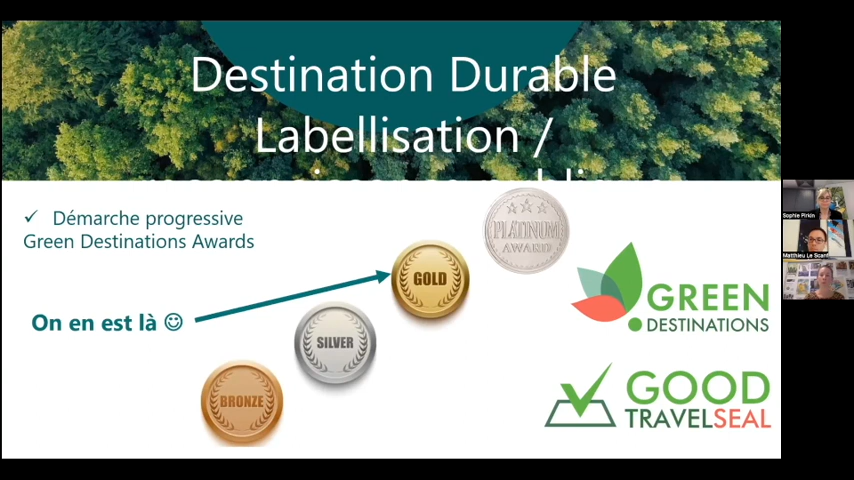 Destination Durable
Labellisation /
✓ Démarche progressive
Green Destinations Awards
PLATINUM
AWARD
GOLD
On en est là ☺
SILVER
BRONZE
GREEN
DESTINATIONS
GOOD
TRAVELSEAL
Sophie Pirkin
Matthieu Le Scan